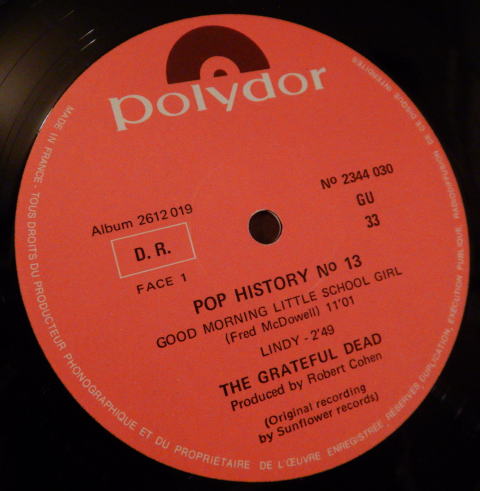 polydor
Album 2612 019
Nº 2344 030
D. R.
GU
FACE 1
33
POP HISTORY Nº 13
GOOD MORNING LITTLE SCHOOL GIRL
(Fred McDowell) 11'01
LINDY - 2'49
THE GRATEFUL DEAD
Produced by Robert Cohen
(Original recording
by Sunflower records)
MADE IN FRANCE - TOUS DROITS DU PRODUCTEUR PHONOGRAPHIQUE ET DU PROPRIÉTAIRE DE L'ŒUVRE ENREGISTRÉE RÉSERVÉS DUPLICATION, EXÉCUTION PUBLIQUE, RADIODIFFUSION DE CE DISQUE INTERDITES